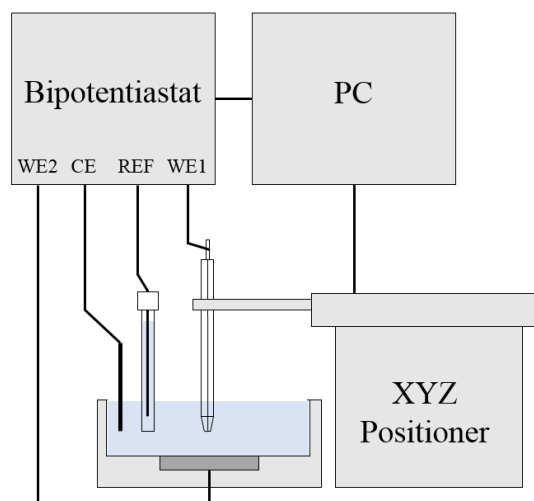 Bipotentiastat
PC
WE2 CE REF WE1
XYZ
Positioner